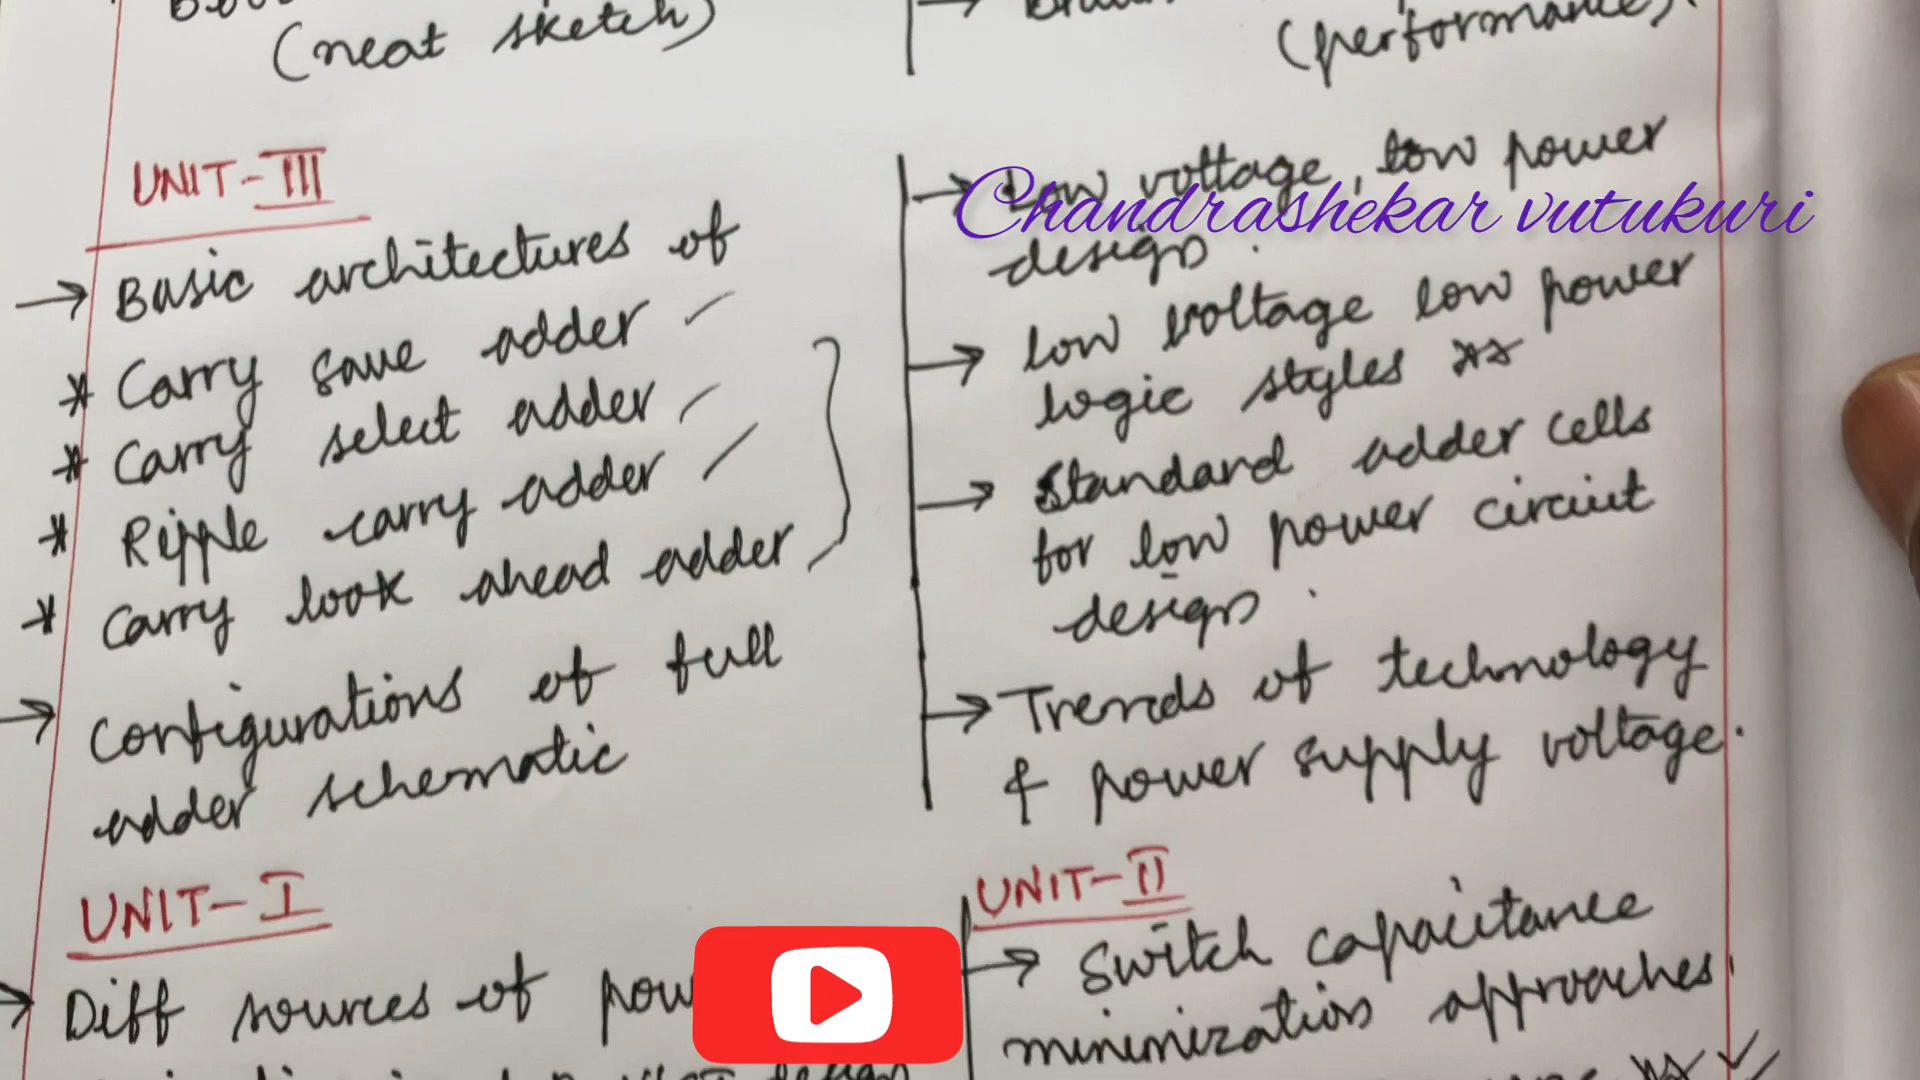 (neat sketch)
(performance).
UNIT-III
→ Basic architectures of
* Carry save adder
* Carry select adder
* Ripple carry adder
* Carry look ahead adder
→ Configurations of full
adder schematic
→ Low voltage, low power
design.
→ low voltage low power
logic styles **
→ Standard adder cells
for low power circuit
design.
→ Trends of technology
& power supply voltage.
Chandrashekar vutukuri
UNIT-I
→ Diff sources of
UNIT-II
→ Switch capacitance
minimization approaches